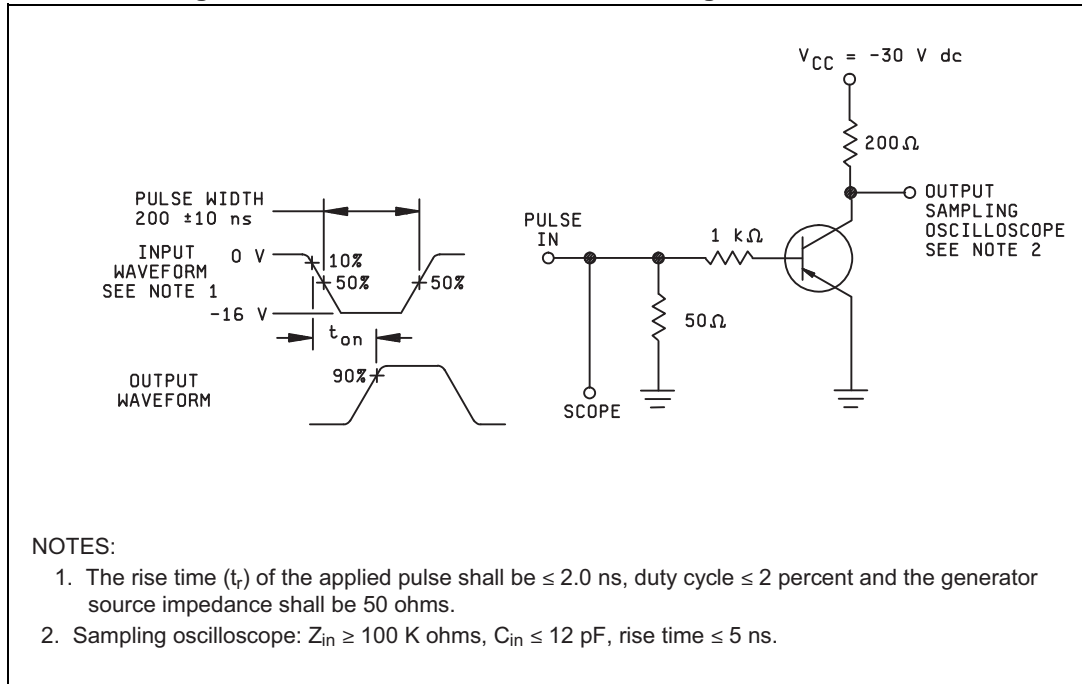 V_CC = -30 V dc
200Ω
OUTPUT
SAMPLING
OSCILLOSCOPE
SEE NOTE 2
PULSE WIDTH
200 ±10 ns
PULSE
IN
1 kΩ
INPUT
WAVEFORM
SEE NOTE 1
0 V
10%
50%
50%
-16 V
t_on
50Ω
90%
OUTPUT
WAVEFORM
SCOPE
NOTES:
1. The rise time (t_r) of the applied pulse shall be ≤ 2.0 ns, duty cycle ≤ 2 percent and the generator
source impedance shall be 50 ohms.
2. Sampling oscilloscope: Z_in ≥ 100 K ohms, C_in ≤ 12 pF, rise time ≤ 5 ns.